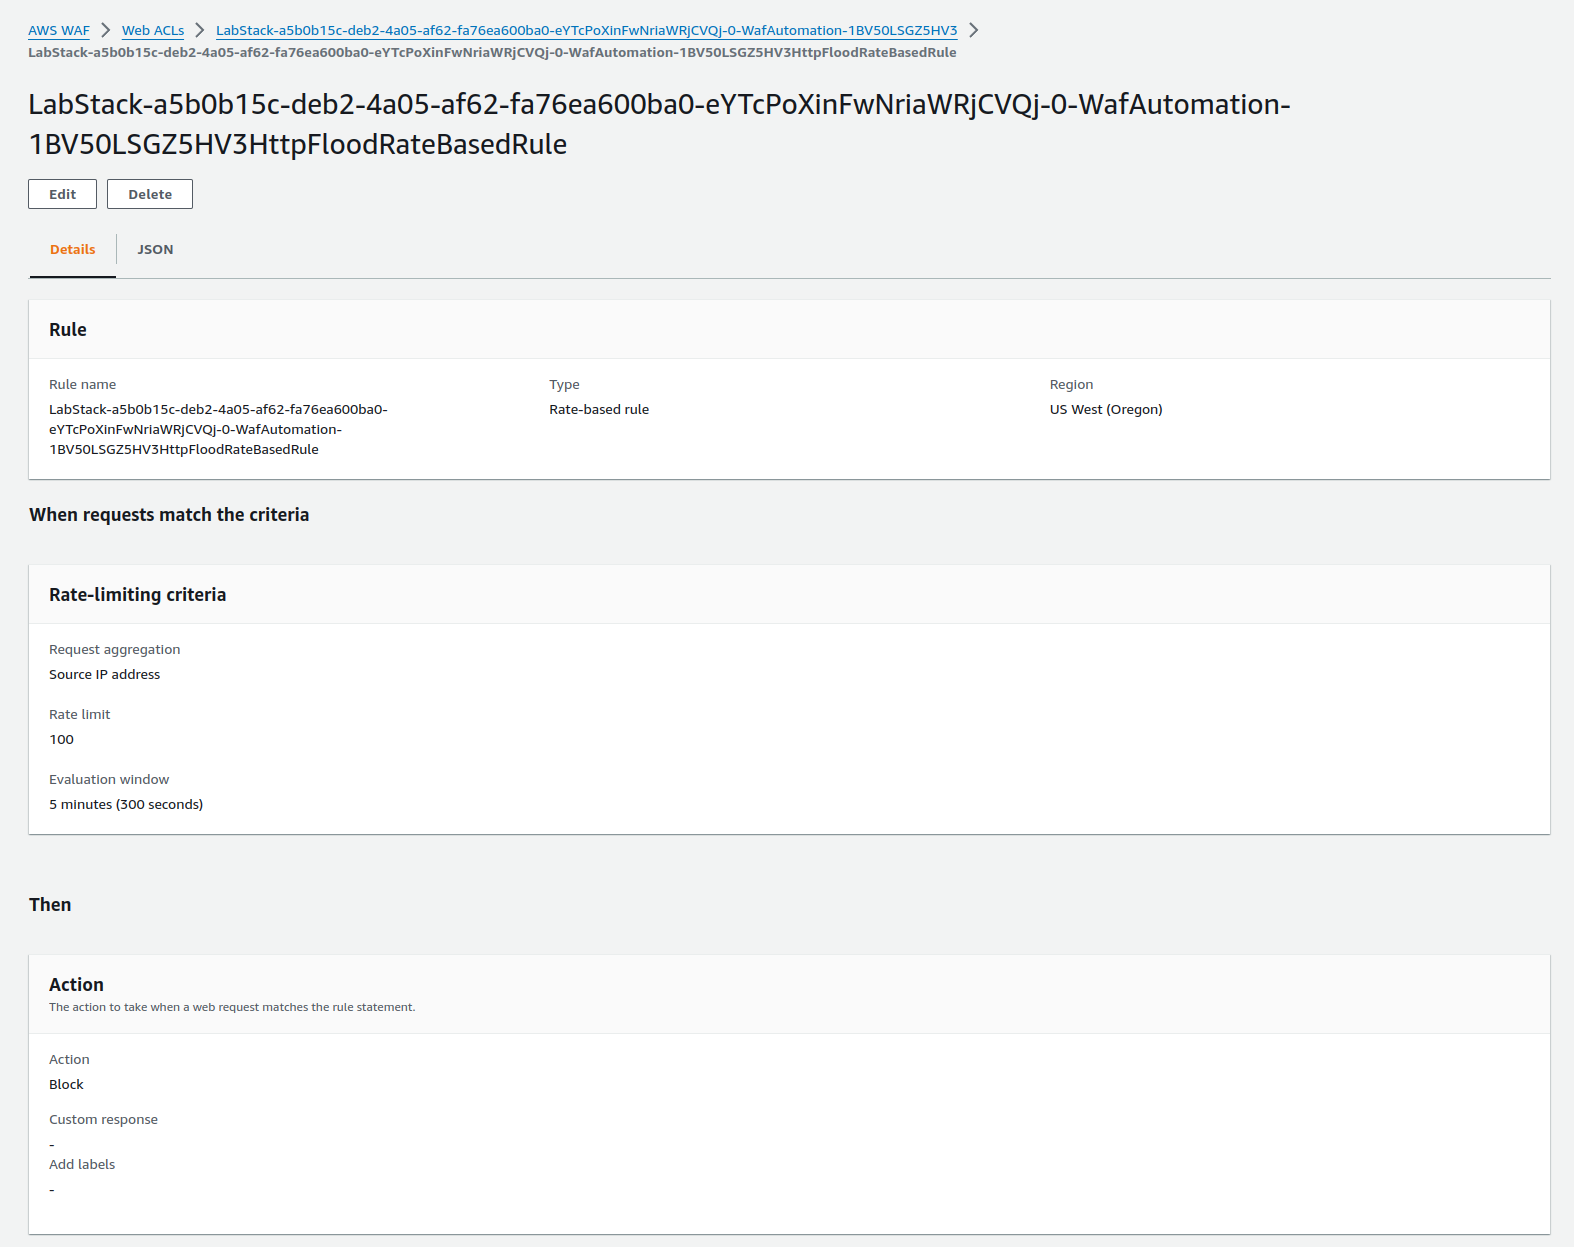 AWS WAF > Web ACLs > LabStack-a5b0b15c-deb2-4a05-af62-fa76ea600ba0-eYTcPoXinFwNriaWRjCVQj-0-WafAutomation-1BV50LSGZ5HV3 >
LabStack-a5b0b15c-deb2-4a05-af62-fa76ea600ba0-eYTcPoXinFwNriaWRjCVQj-0-WafAutomation-1BV50LSGZ5HV3HttpFloodRateBasedRule
LabStack-a5b0b15c-deb2-4a05-af62-fa76ea600ba0-eYTcPoXinFwNriaWRjCVQj-0-WafAutomation-
1BV50LSGZ5HV3HttpFloodRateBasedRule
Edit Delete
Details JSON
Rule
Rule name Type Region
LabStack-a5b0b15c-deb2-4a05-af62-fa76ea600ba0- Rate-based rule US West (Oregon)
eYTcPoXinFwNriaWRjCVQj-0-WafAutomation-
1BV50LSGZ5HV3HttpFloodRateBasedRule
When requests match the criteria
Rate-limiting criteria
Request aggregation
Source IP address
Rate limit
100
Evaluation window
5 minutes (300 seconds)
Then
Action
The action to take when a web request matches the rule statement.
Action
Block
Custom response
-
Add labels
-